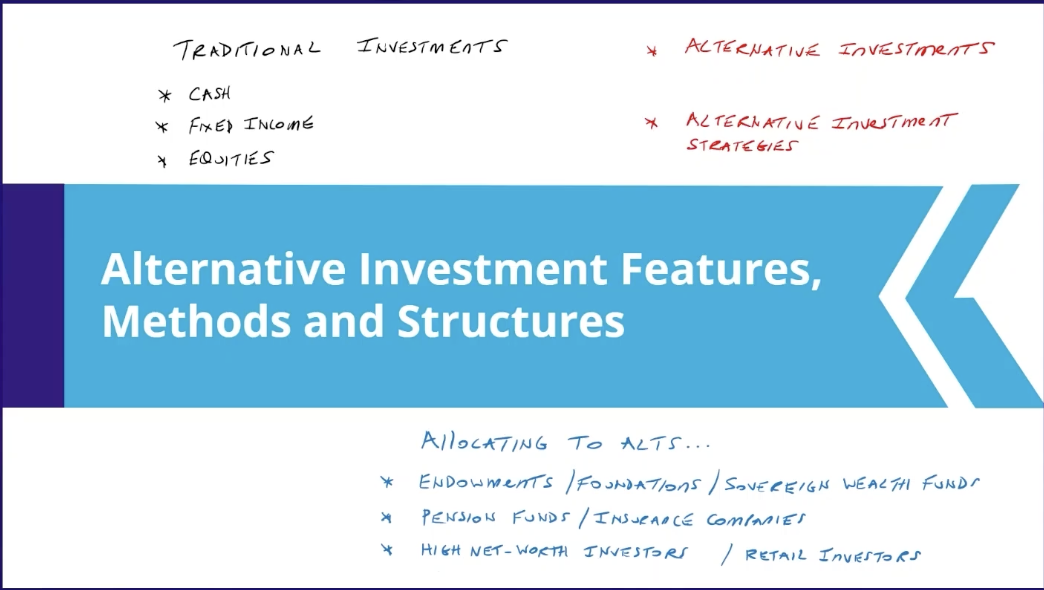 TRADITIONAL INVESTMENTS
* CASH
* FIXED INCOME
* EQUITIES
* ALTERNATIVE INVESTMENTS
* ALTERNATIVE INVESTMENT
STRATEGIES
Alternative Investment Features,
Methods and Structures
ALLOCATING TO ALTS...
* ENDOWMENTS / FOUNDATIONS / SOVEREIGN WEALTH FUNDS
* PENSION FUNDS / INSURANCE COMPANIES
* HIGH NET-WORTH INVESTORS / RETAIL INVESTORS